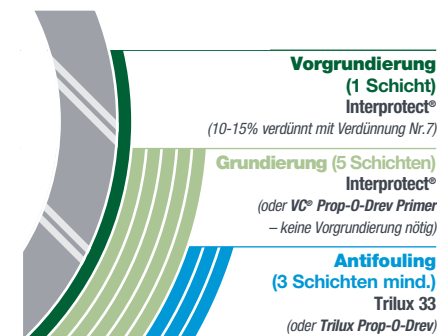 Vorgrundierung
(1 Schicht)
Interprotect®
(10-15% verdünnt mit Verdünnung Nr.7)
Grundierung (5 Schichten)
Interprotect®
(oder VC® Prop-O-Drev Primer
– keine Vorgrundierung nötig)
Antifouling
(3 Schichten mind.)
Trilux 33
(oder Trilux Prop-O-Drev)